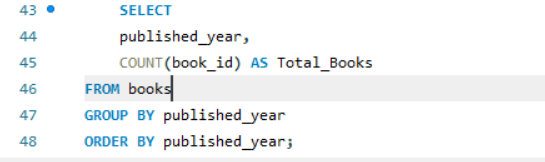 43 SELECT
44 published_year,
45 COUNT(book_id) AS Total_Books
46 FROM books
47 GROUP BY published_year
48 ORDER BY published_year;